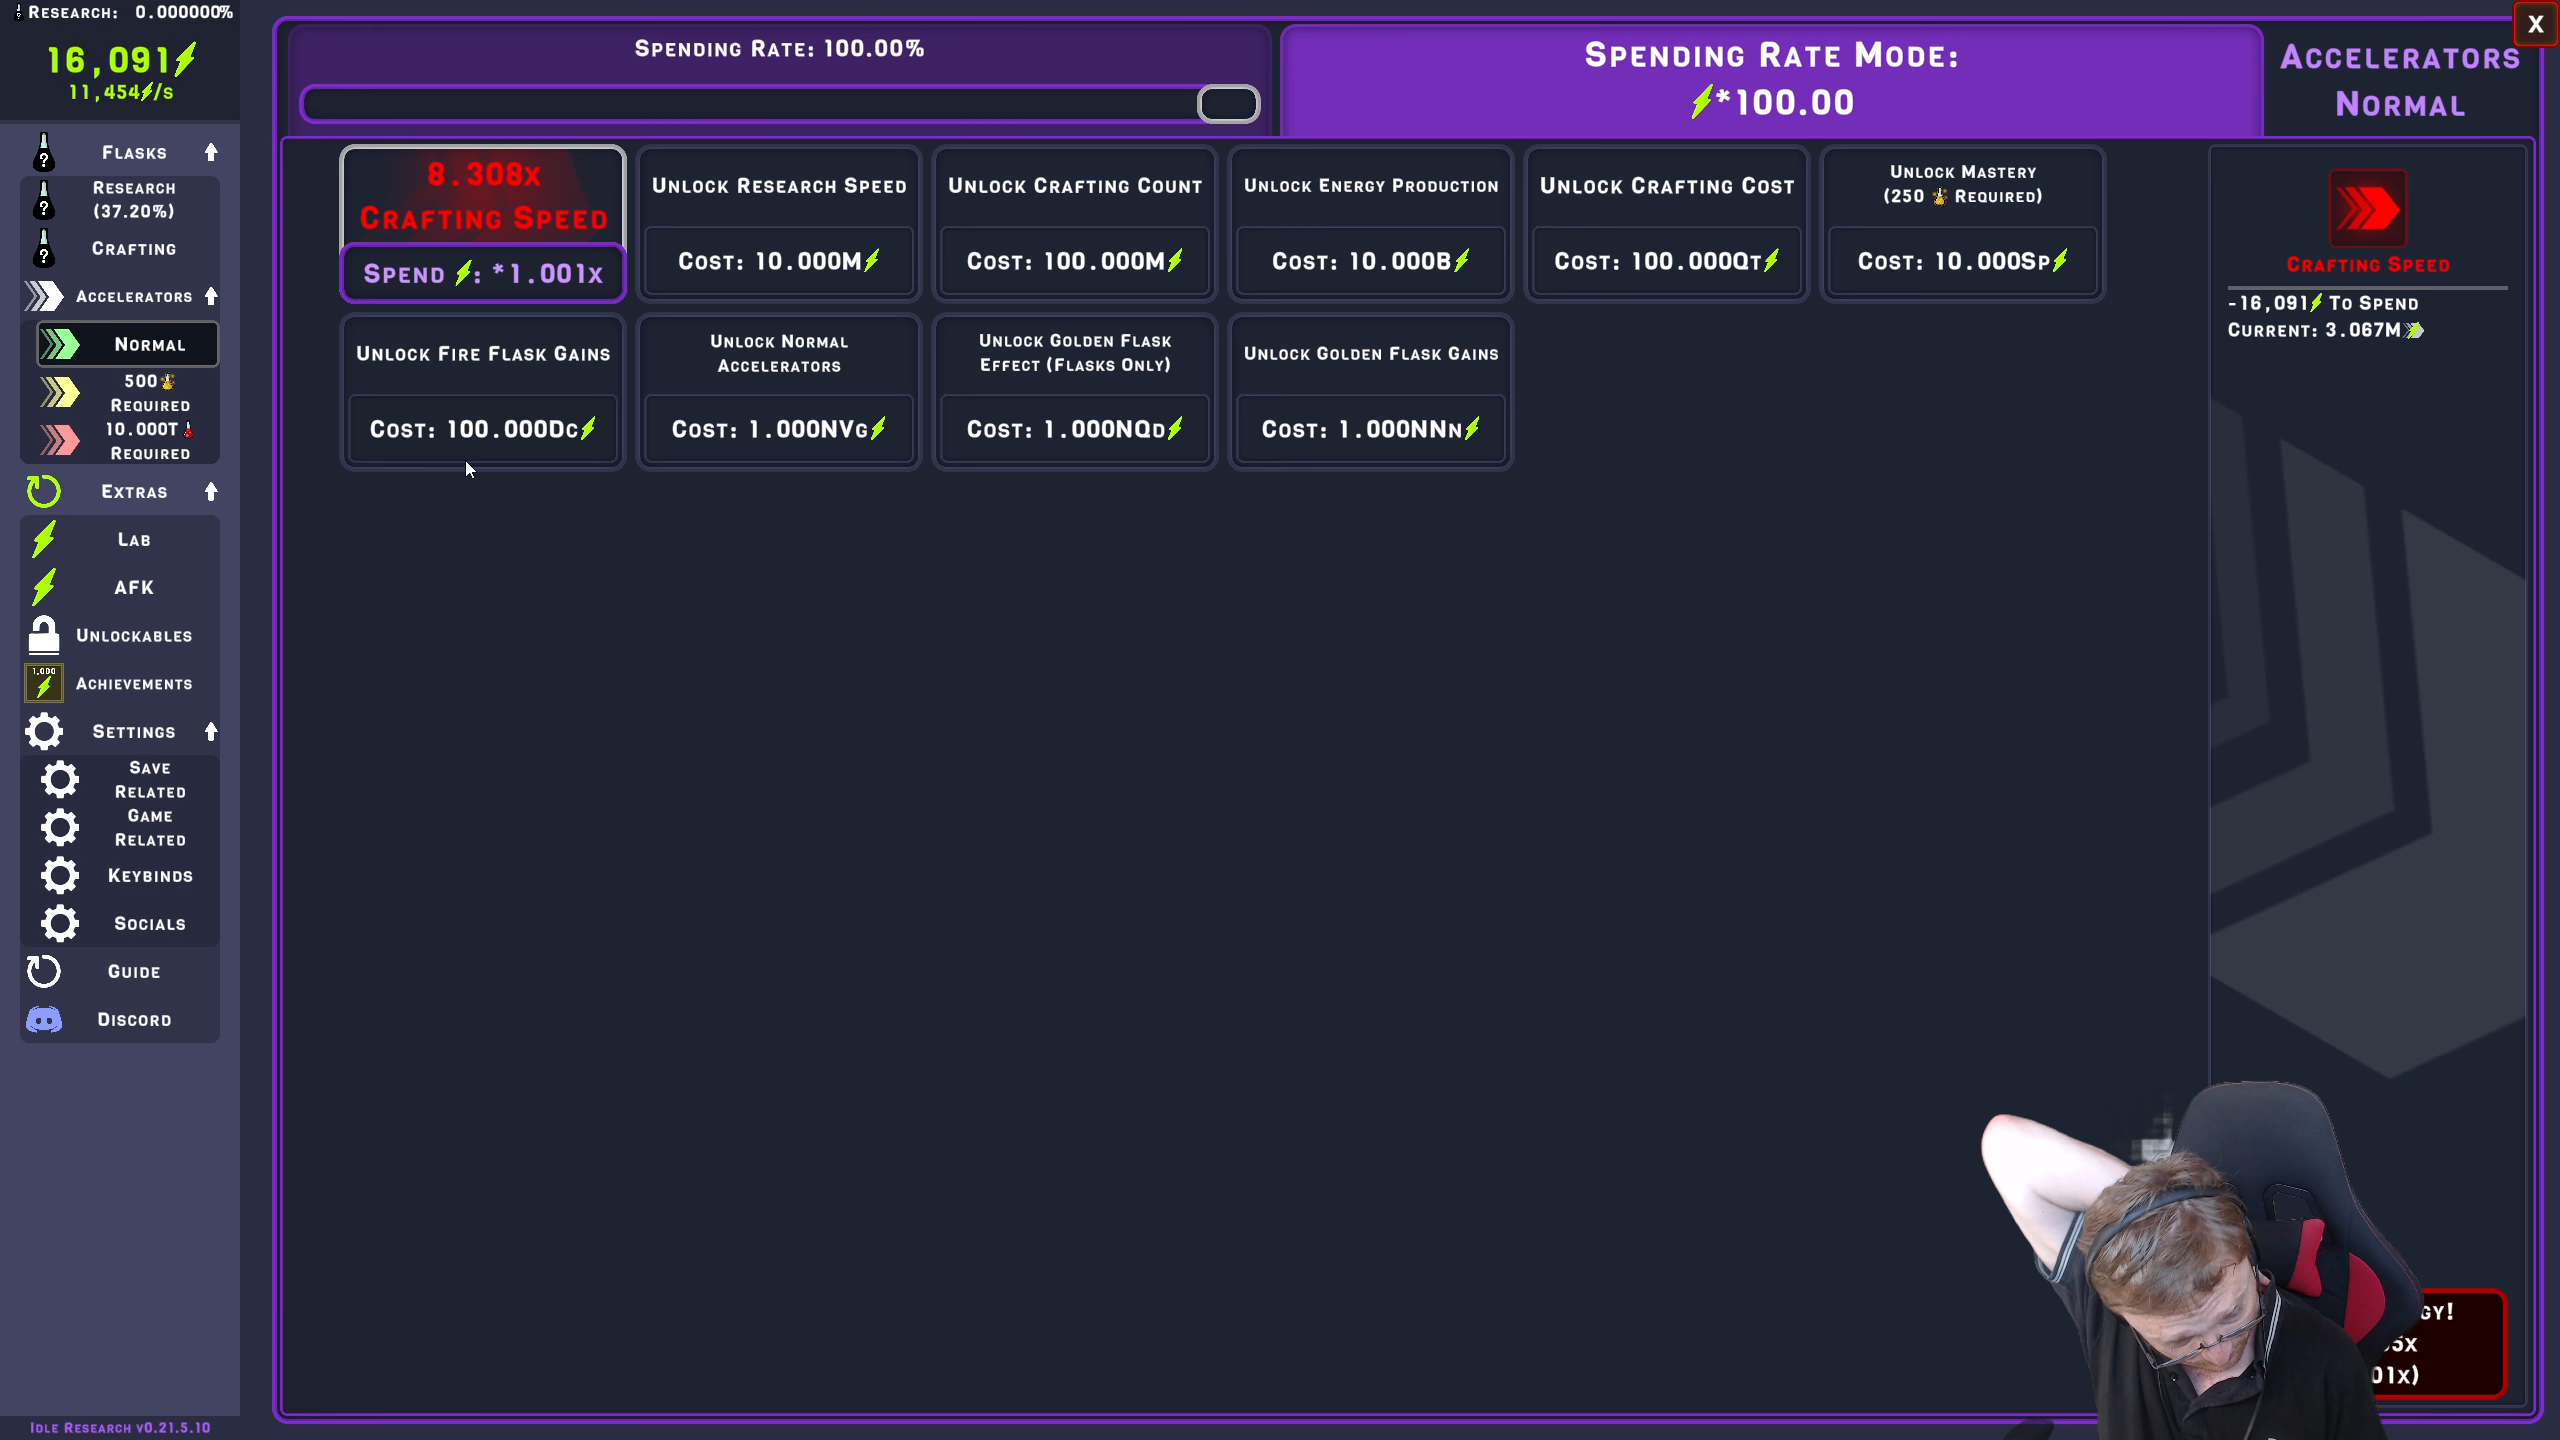 Research: 0.000000%
16,091
11,454/s
Flasks
Research
(37.20%)
Crafting
Accelerators
Normal
500
Required
10.000T
Required
Extras
Lab
AFK
Unlockables
1,000
Achievements
Settings
Save
Related
Game
Related
Keybinds
Socials
Guide
Discord
Idle Research v0.21.5.10
Spending Rate: 100.00%
Spending Rate Mode:
*100.00
Accelerators
Normal
X
8.308x
Crafting Speed
Spend : *1.001x
Unlock Research Speed
Cost: 10.000M
Unlock Crafting Count
Cost: 100.000M
Unlock Energy Production
Cost: 10.000B
Unlock Crafting Cost
Cost: 100.000QT
Unlock Mastery
(250 Required)
Cost: 10.000Sp
Unlock Fire Flask Gains
Cost: 100.000Dc
Unlock Normal
Accelerators
Cost: 1.000NVg
Unlock Golden Flask
Effect (Flasks Only)
Cost: 1.000NQd
Unlock Golden Flask Gains
Cost: 1.000NNn
Crafting Speed
-16,091 To Spend
Current: 3.067M